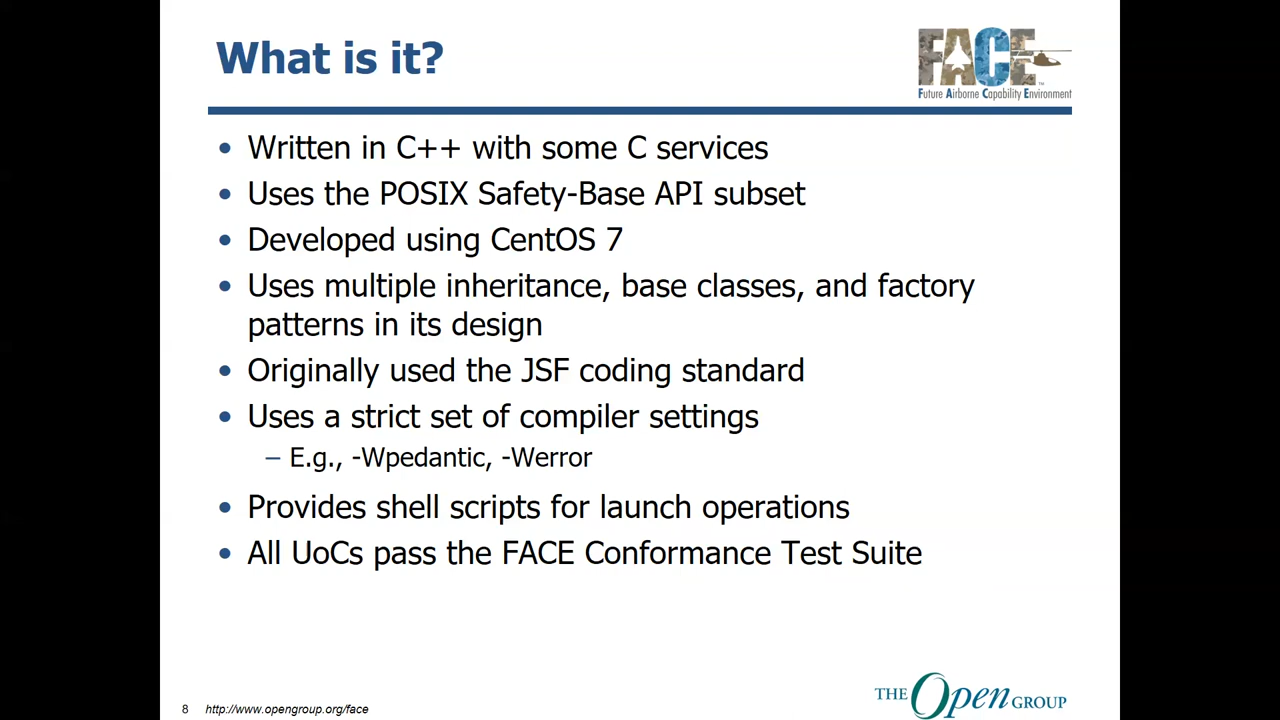 What is it?
FACE™
Future Airborne Capability Environment
• Written in C++ with some C services
• Uses the POSIX Safety-Base API subset
• Developed using CentOS 7
• Uses multiple inheritance, base classes, and factory
patterns in its design
• Originally used the JSF coding standard
• Uses a strict set of compiler settings
– E.g., -Wpedantic, -Werror
• Provides shell scripts for launch operations
• All UoCs pass the FACE Conformance Test Suite
8 http://www.opengroup.org/face
THE Open GROUP